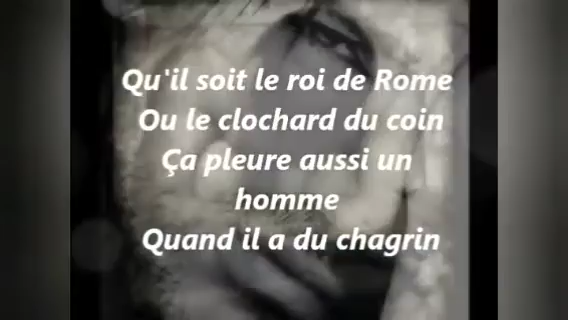 Qu'il soit le roi de Rome
Ou le clochard du coin
Ça pleure aussi un
homme
Quand il a du chagrin